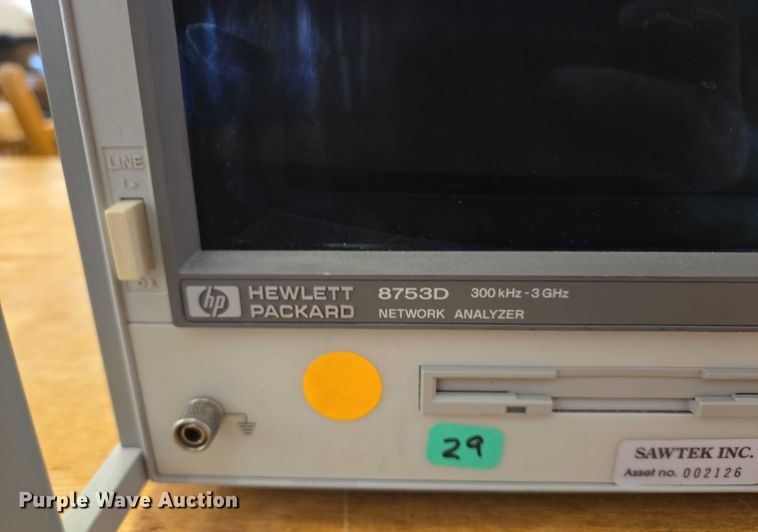 LINE
hp HEWLETT PACKARD
8753D 300 kHz - 3 GHz
NETWORK ANALYZER
29
SAWTEK INC.
Asset no. 002126
Purple Wave Auction